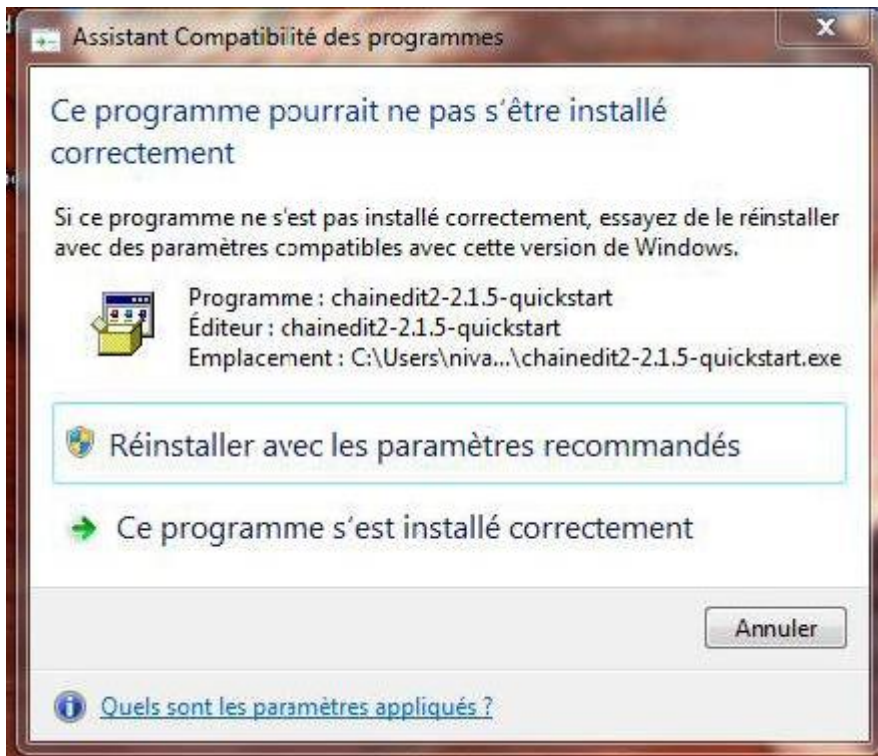 Assistant Compatibilité des programmes
Ce programme pourrait ne pas s'être installé
correctement
Si ce programme ne s'est pas installé correctement, essayez de le réinstaller
avec des paramètres compatibles avec cette version de Windows.
Programme : chainedit2-2.1.5-quickstart
Éditeur : chainedit2-2.1.5-quickstart
Emplacement : C:\Users\niva...\chainedit2-2.1.5-quickstart.exe
Réinstaller avec les paramètres recommandés
Ce programme s'est installé correctement
Annuler
Quels sont les paramètres appliqués ?